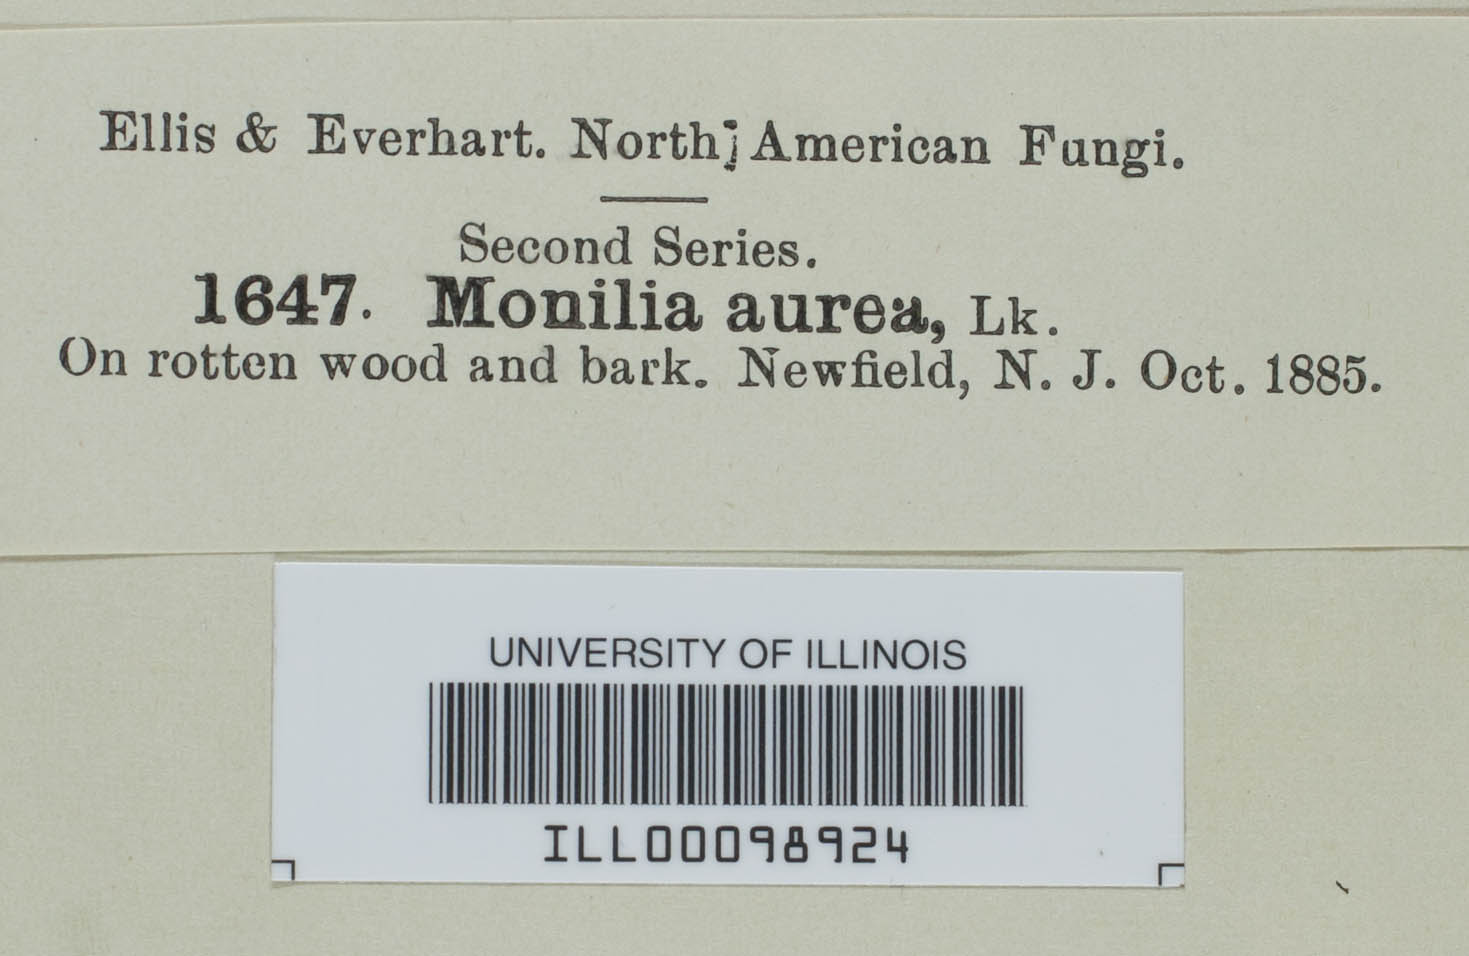 Ellis & Everhart. North; American Fungi.
Second Series.
1647. Monilia aurea, Lk.
On rotten wood and bark. Newfield, N. J. Oct. 1885.
UNIVERSITY OF ILLINOIS
ILL00098924